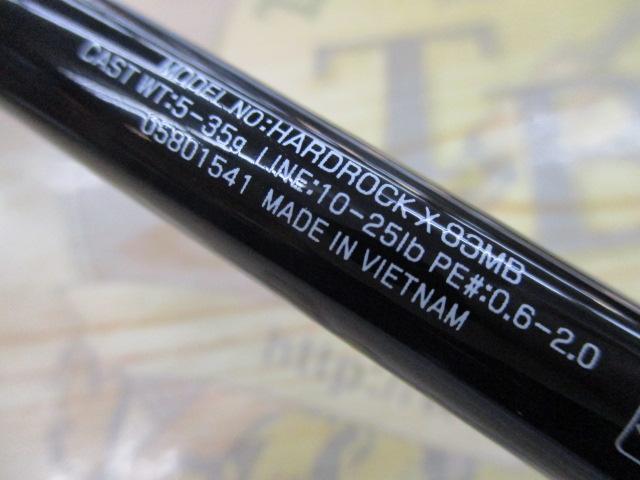 MODEL NO:HARDROCK X 83MB
CAST WT:5-35g LINE:10-25lb PE#:0.6-2.0
05801541 MADE IN VIETNAM
http://